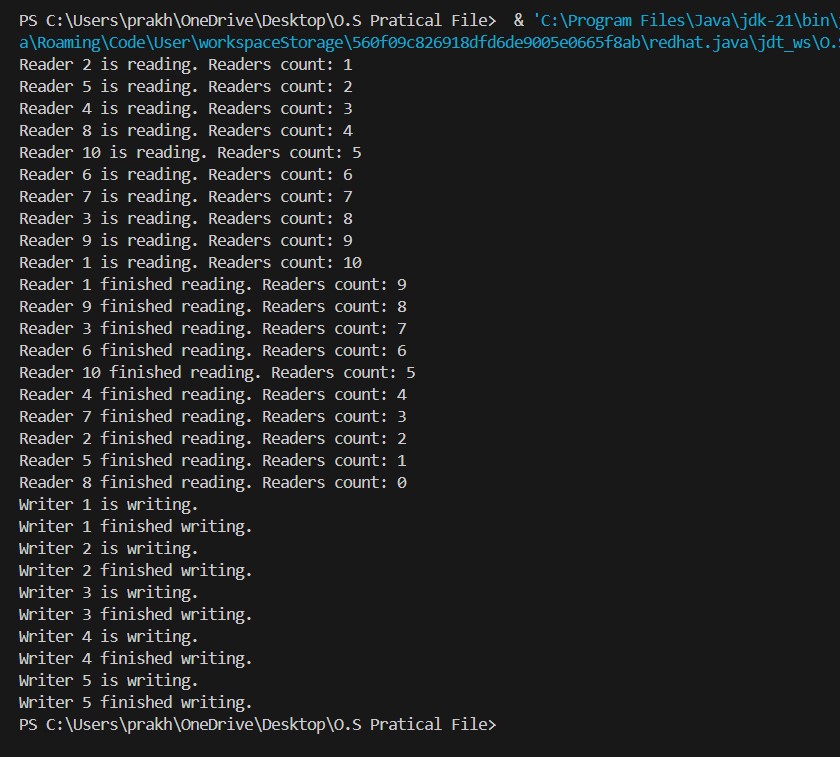 PS C:\Users\prakh\OneDrive\Desktop\O.S Pratical File>  & 'C:\Program Files\Java\jdk-21\bin\
a\Roaming\Code\User\workspaceStorage\560f09c826918dfd6de9005e0665f8ab\redhat.java\jdt_ws\O.S
Reader 2 is reading. Readers count: 1
Reader 5 is reading. Readers count: 2
Reader 4 is reading. Readers count: 3
Reader 8 is reading. Readers count: 4
Reader 10 is reading. Readers count: 5
Reader 6 is reading. Readers count: 6
Reader 7 is reading. Readers count: 7
Reader 3 is reading. Readers count: 8
Reader 9 is reading. Readers count: 9
Reader 1 is reading. Readers count: 10
Reader 1 finished reading. Readers count: 9
Reader 9 finished reading. Readers count: 8
Reader 3 finished reading. Readers count: 7
Reader 6 finished reading. Readers count: 6
Reader 10 finished reading. Readers count: 5
Reader 4 finished reading. Readers count: 4
Reader 7 finished reading. Readers count: 3
Reader 2 finished reading. Readers count: 2
Reader 5 finished reading. Readers count: 1
Reader 8 finished reading. Readers count: 0
Writer 1 is writing.
Writer 1 finished writing.
Writer 2 is writing.
Writer 2 finished writing.
Writer 3 is writing.
Writer 3 finished writing.
Writer 4 is writing.
Writer 4 finished writing.
Writer 5 is writing.
Writer 5 finished writing.
PS C:\Users\prakh\OneDrive\Desktop\O.S Pratical File>